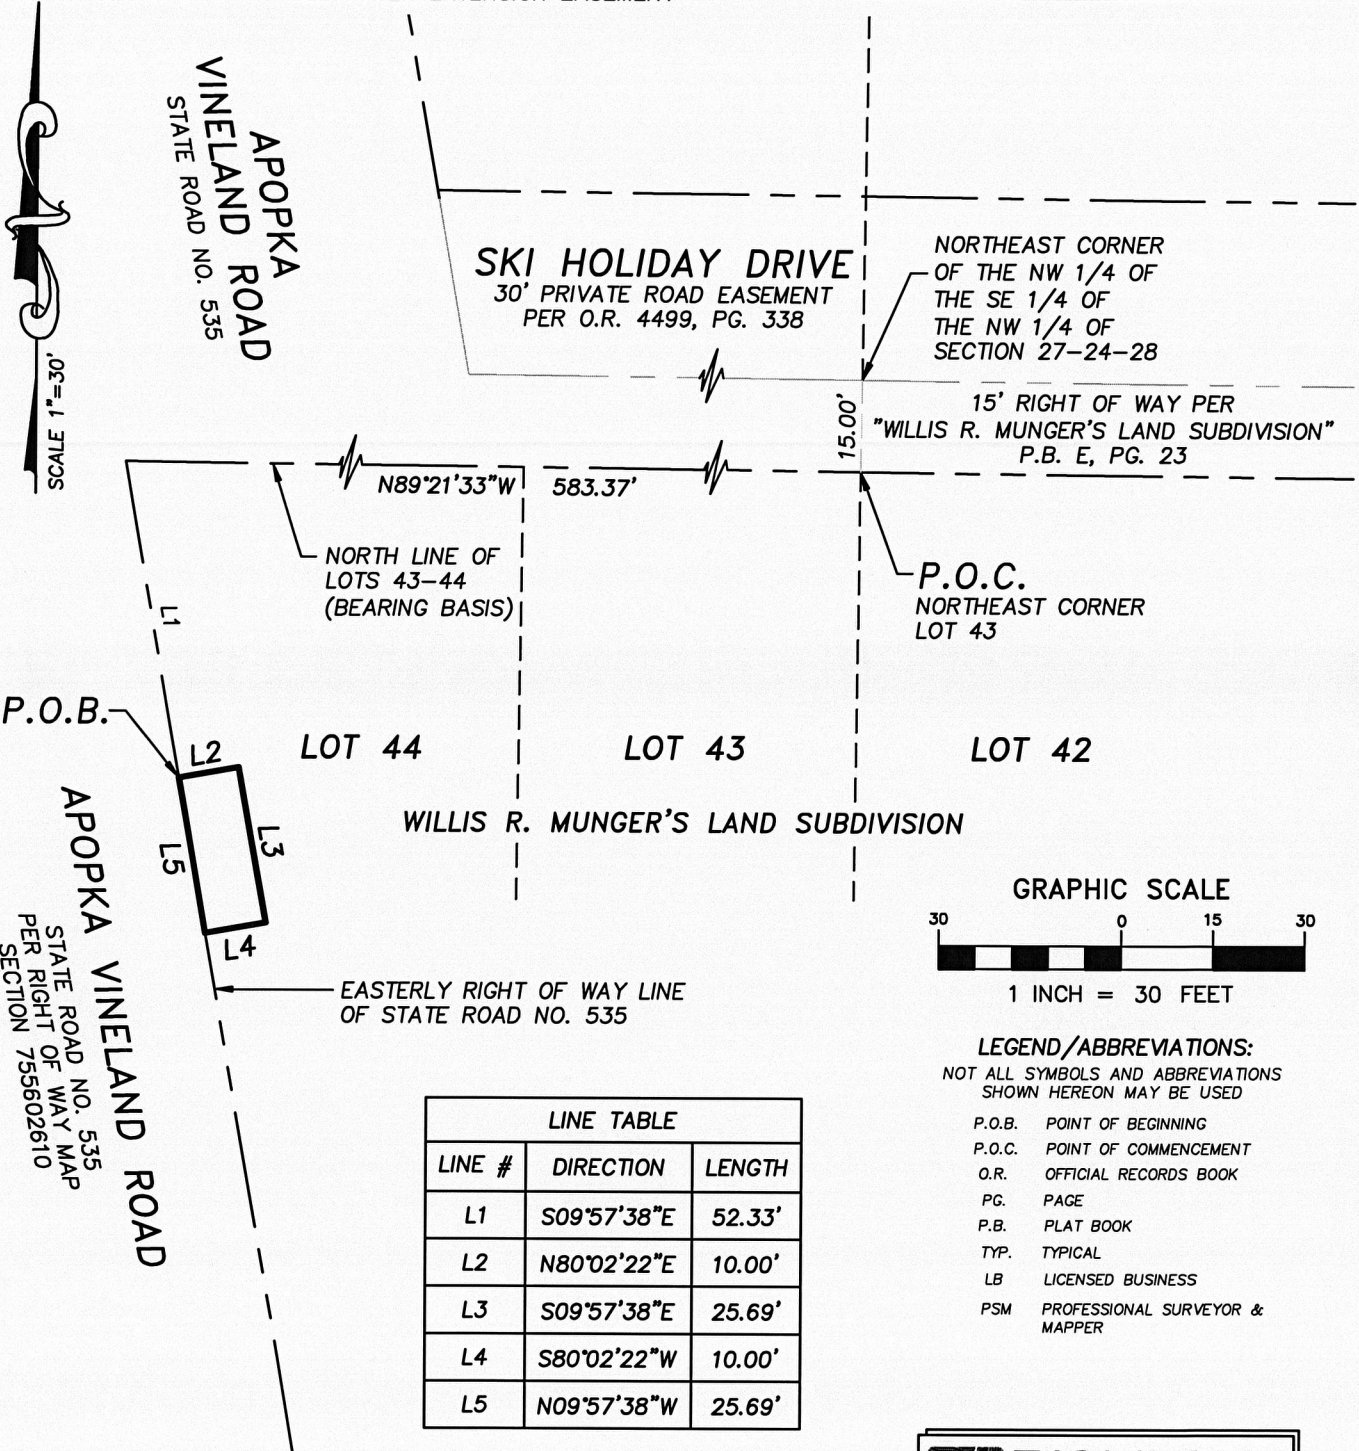 APOPKA
VINELAND ROAD
STATE ROAD NO. 535
SCALE 1"=30'
SKI HOLIDAY DRIVE
30' PRIVATE ROAD EASEMENT
PER O.R. 4499, PG. 338
NORTHEAST CORNER
OF THE NW 1/4 OF
THE SE 1/4 OF
THE NW 1/4 OF
SECTION 27-24-28
15.00'
15' RIGHT OF WAY PER
"WILLIS R. MUNGER'S LAND SUBDIVISION"
P.B. E, PG. 23
N89°21'33"W 583.37'
NORTH LINE OF
LOTS 43-44
(BEARING BASIS)
P.O.C.
NORTHEAST CORNER
LOT 43
L1
P.O.B.
L2
L3
L4
L5
LOT 44
LOT 43
LOT 42
WILLIS R. MUNGER'S LAND SUBDIVISION
APOPKA VINELAND ROAD
STATE ROAD NO. 535
PER RIGHT OF WAY MAP
SECTION 755602610
EASTERLY RIGHT OF WAY LINE
OF STATE ROAD NO. 535
GRAPHIC SCALE
30 0 15 30
1 INCH = 30 FEET
LEGEND/ABBREVIATIONS:
NOT ALL SYMBOLS AND ABBREVIATIONS
SHOWN HEREON MAY BE USED
P.O.B. POINT OF BEGINNING
P.O.C. POINT OF COMMENCEMENT
O.R. OFFICIAL RECORDS BOOK
PG. PAGE
P.B. PLAT BOOK
TYP. TYPICAL
LB LICENSED BUSINESS
PSM PROFESSIONAL SURVEYOR &
MAPPER
LINE TABLE
LINE # DIRECTION LENGTH
L1 S09°57'38"E 52.33'
L2 N80°02'22"E 10.00'
L3 S09°57'38"E 25.69'
L4 S80°02'22"W 10.00'
L5 N09°57'38"W 25.69'